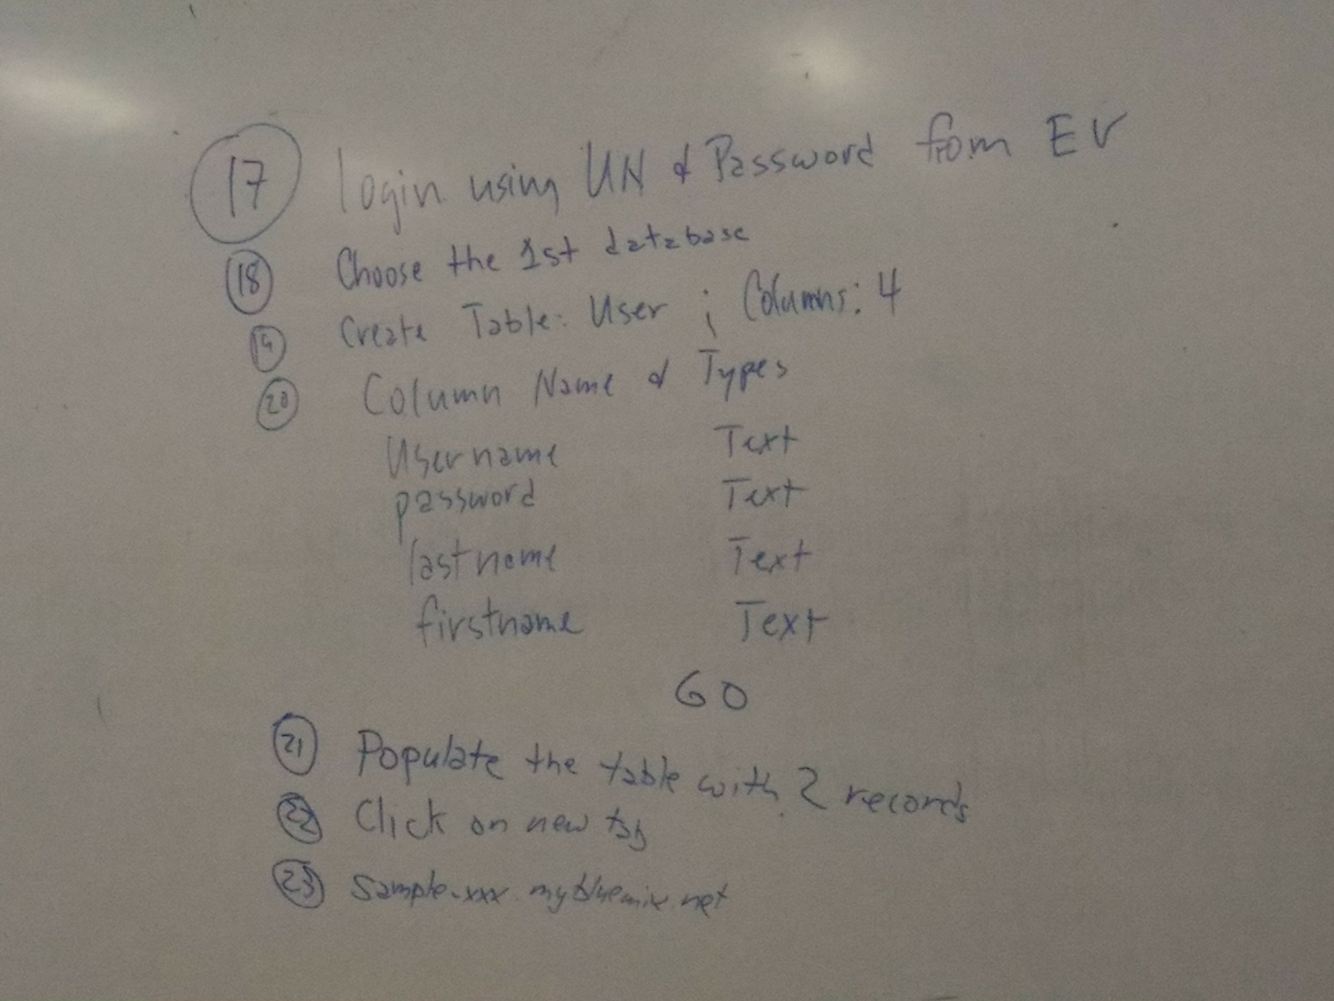 17 login using UN & Password from EV
18 Choose the 1st database
19 Create Table: User ; Columns: 4
20 Column Name & Types
Username Text
password Text
lastname Text
firstname Text
GO
21 Populate the table with 2 records
22 Click on new tab
23 sample-xxx.mybluemix.net